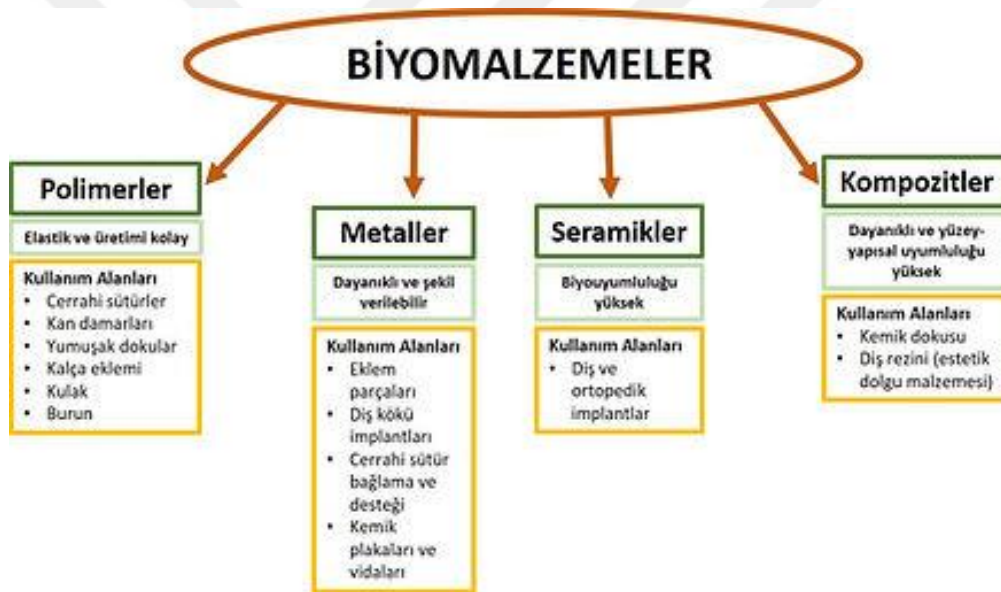 BİYOMALZEMELER
Polimerler
Elastik ve üretimi kolay
Kullanım Alanları
• Cerrahi sütürler
• Kan damarları
• Yumuşak dokular
• Kalça eklemi
• Kulak
• Burun
Metaller
Dayanıklı ve şekil
verilebilir
Kullanım Alanları
• Eklem
parçaları
• Diş kökü
implantları
• Cerrahi sütür
bağlama ve
desteği
• Kemik
plakaları ve
vidaları
Seramikler
Biyouyumluluğu
yüksek
Kullanım Alanları
• Diş ve
ortopedik
implantlar
Kompozitler
Dayanıklı ve yüzey-
yapısal uyumluluğu
yüksek
Kullanım Alanları
• Kemik dokusu
• Diş rezini (estetik
dolgu malzemesi)